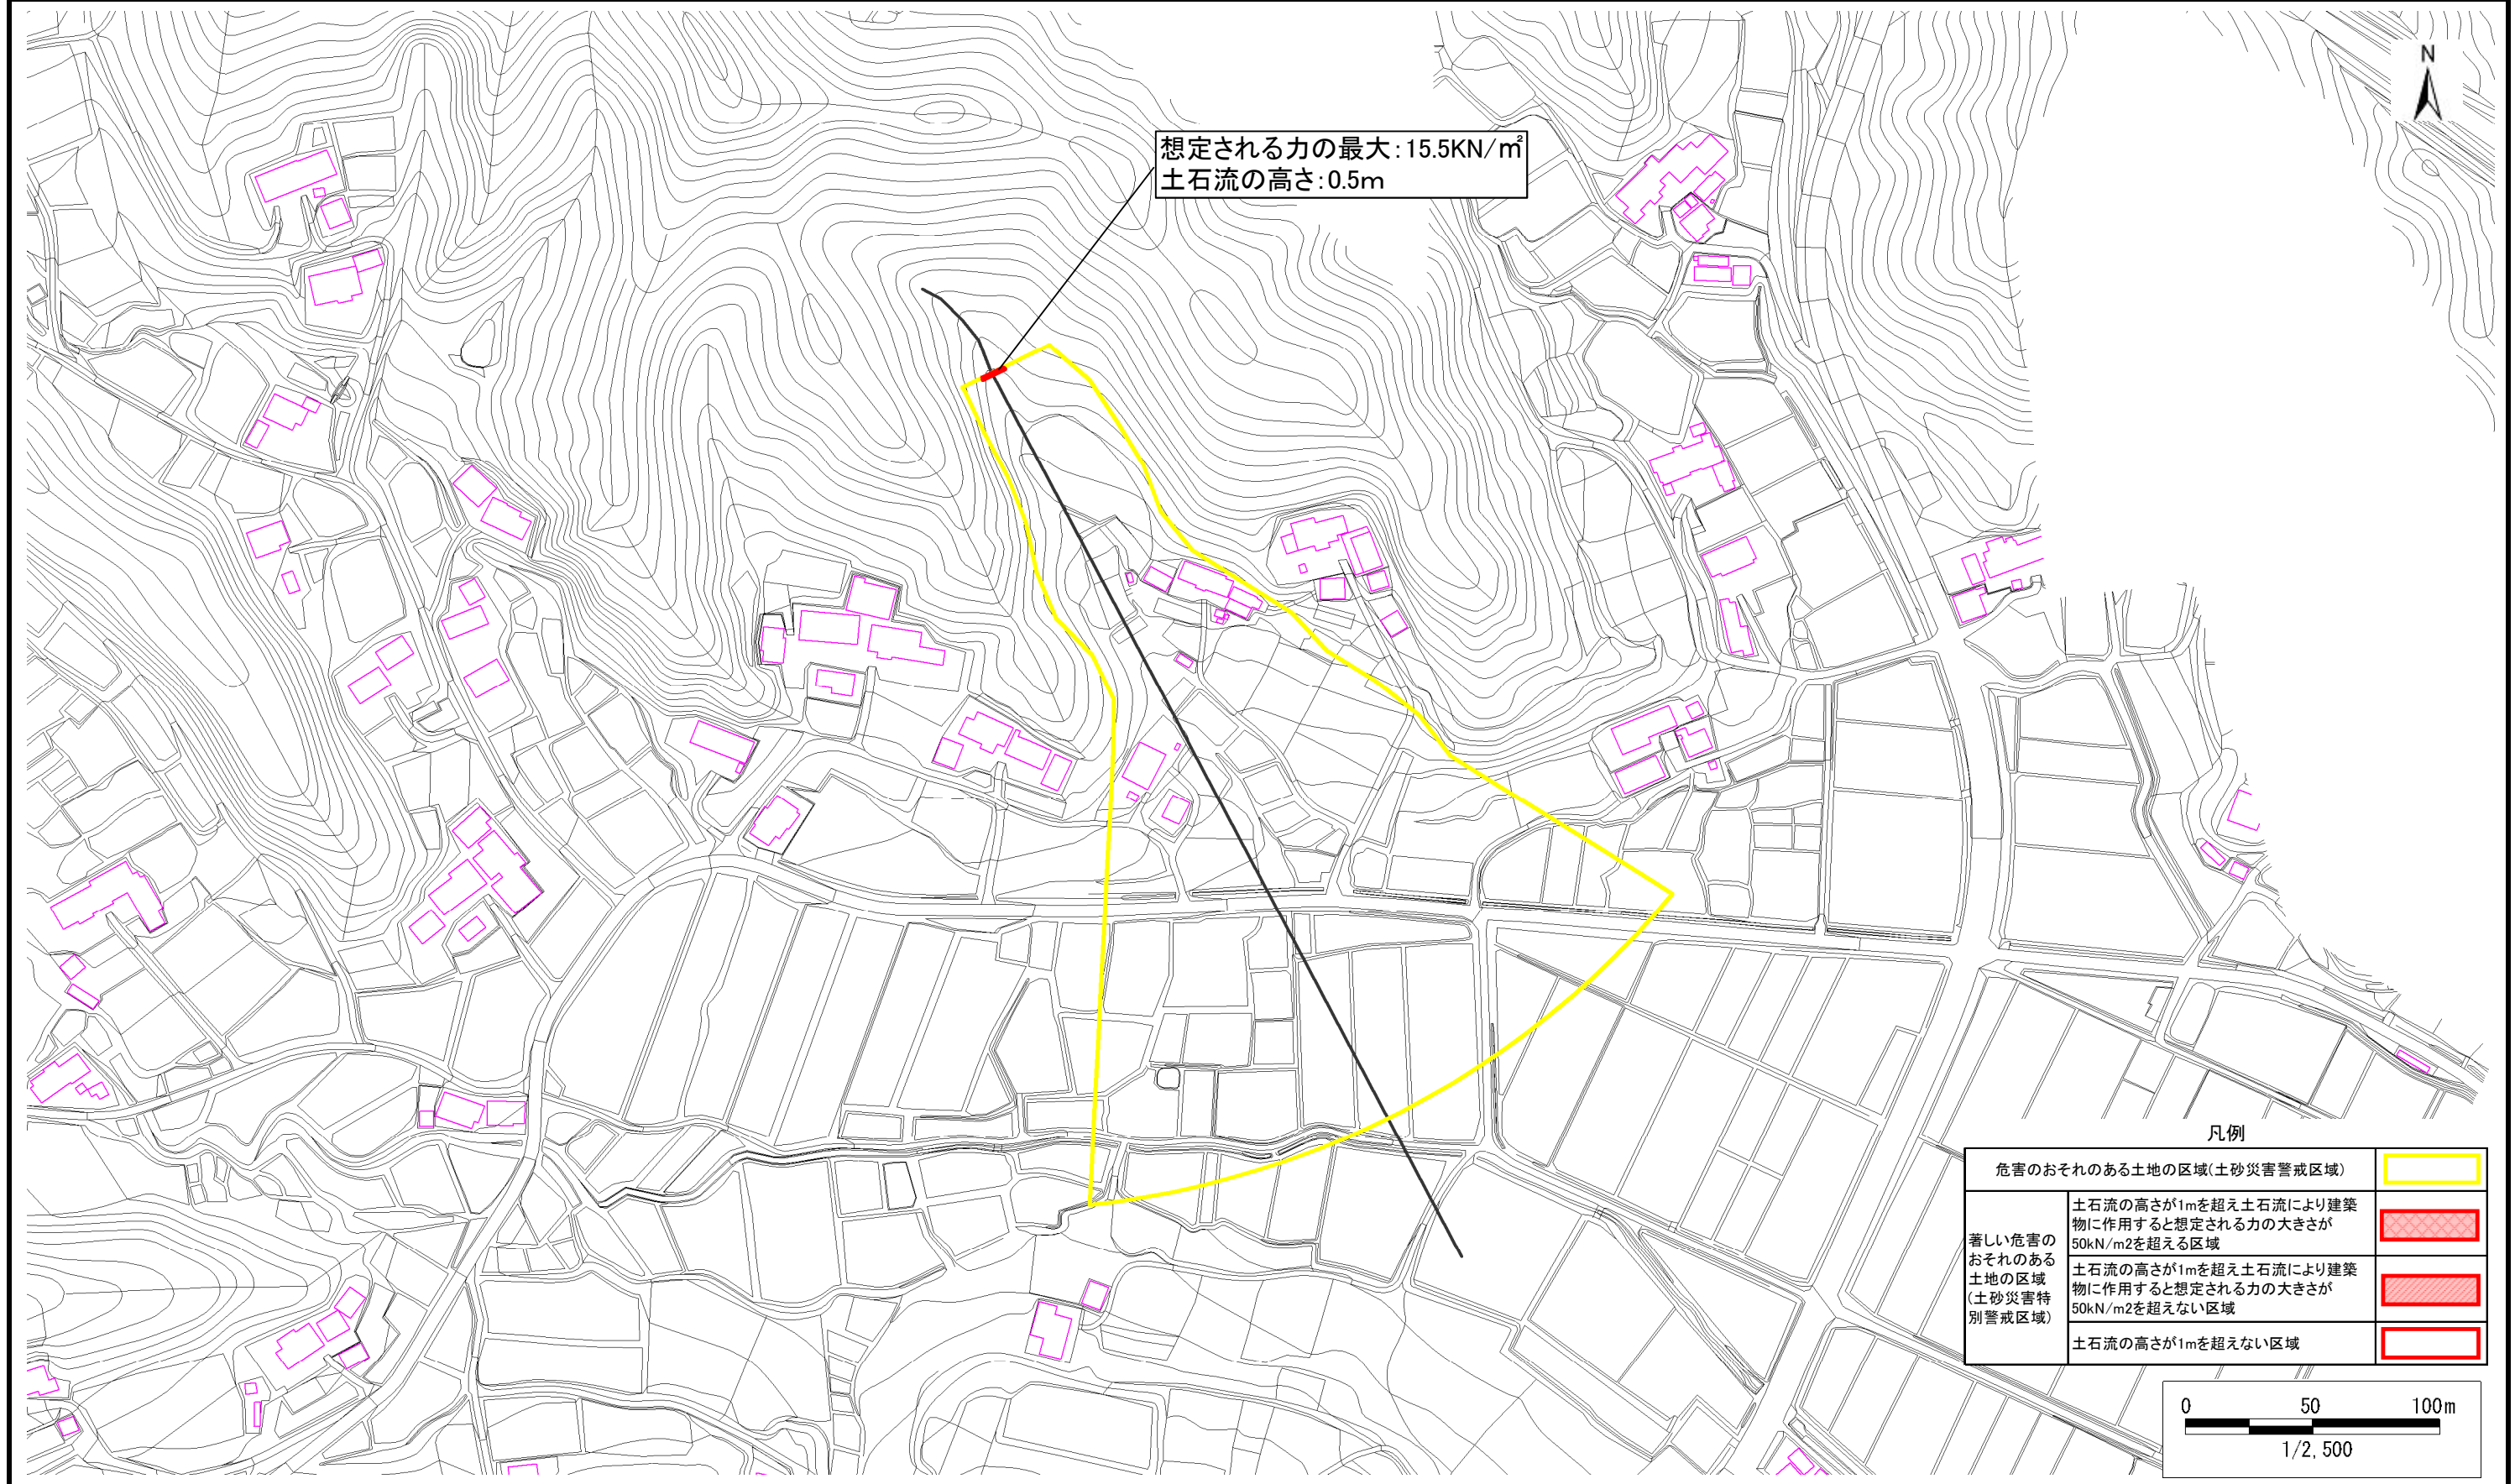 N
想定される力の最大:15.5KN/㎡
土石流の高さ:0.5m
凡例
危害のおそれのある土地の区域(土砂災害警戒区域)
著しい危害の
おそれのある
土地の区域
(土砂災害特
別警戒区域)
土石流の高さが1mを超え土石流により建築
物に作用すると想定される力の大きさが
50kN/m2を超える区域
土石流の高さが1mを超え土石流により建築
物に作用すると想定される力の大きさが
50kN/m2を超えない区域
土石流の高さが1mを超えない区域
0 50 100m
1/2,500